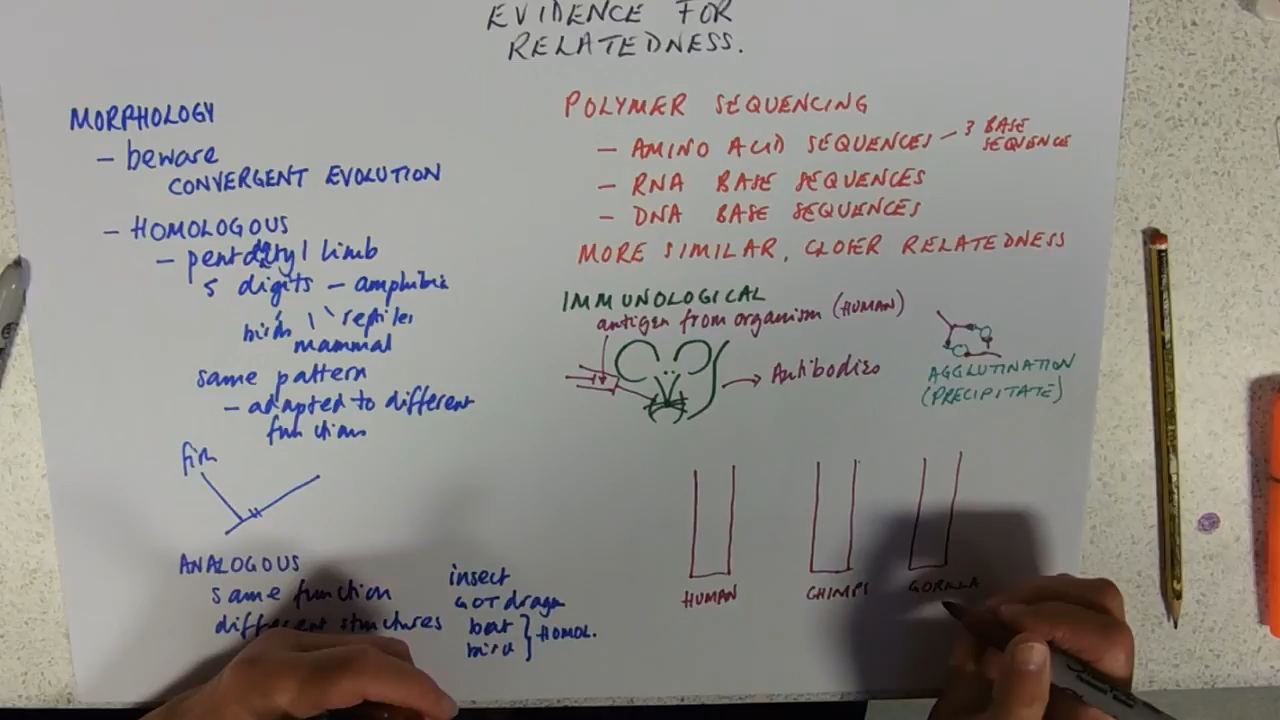 EVIDENCE FOR
RELATEDNESS.
MORPHOLOGY
- beware
CONVERGENT EVOLUTION
- HOMOLOGOUS
- pentdactyl limb
5 digits - amphibia
birds reptiles
mammal
same pattern
- adapted to different
functions
fin
ANALOGOUS
same function
different structures
insect
GOT dragon
bat
bird
HOMOL.
POLYMER SEQUENCING
- AMINO ACID SEQUENCES - 3 BASE
SEQUENCE
- RNA BASE SEQUENCES
- DNA BASE SEQUENCES
MORE SIMILAR, CLOSER RELATEDNESS
IMMUNOLOGICAL
antigen from organism (HUMAN)
Antibodies
AGGLUTINATION
(PRECIPITATE)
HUMAN
CHIMPS
GORILLA